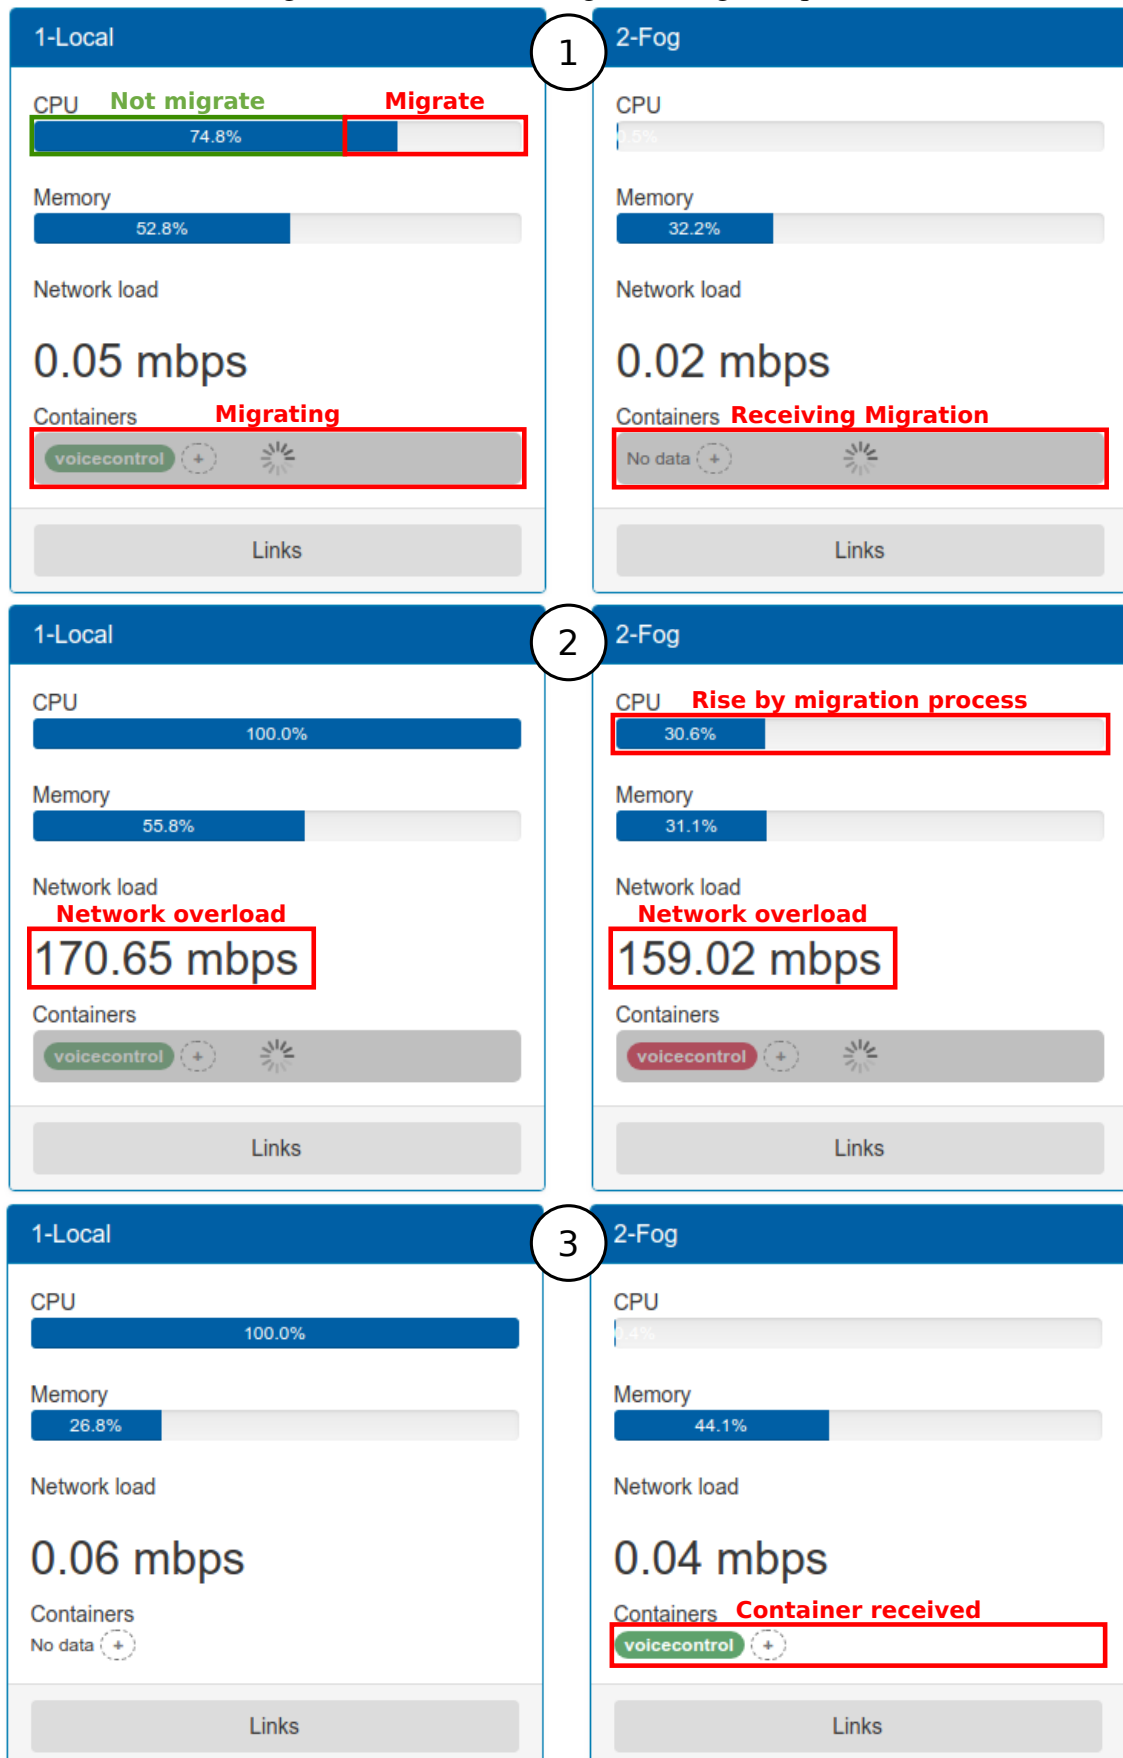 1-Local
1
2-Fog
CPU
Not migrate
Migrate
74.8%
CPU
0.5%
Memory
52.8%
Memory
32.2%
Network load
Network load
0.05 mbps
0.02 mbps
Containers
Migrating
Containers
Receiving Migration
voicecontrol +
No data +
Links
Links
1-Local
2
2-Fog
CPU
100.0%
CPU
Rise by migration process
30.6%
Memory
55.8%
Memory
31.1%
Network load
Network overload
Network load
Network overload
170.65 mbps
159.02 mbps
Containers
Containers
voicecontrol +
voicecontrol +
Links
Links
1-Local
3
2-Fog
CPU
100.0%
CPU
0.4%
Memory
26.8%
Memory
44.1%
Network load
Network load
0.06 mbps
0.04 mbps
Containers
No data +
Containers
Container received
voicecontrol +
Links
Links